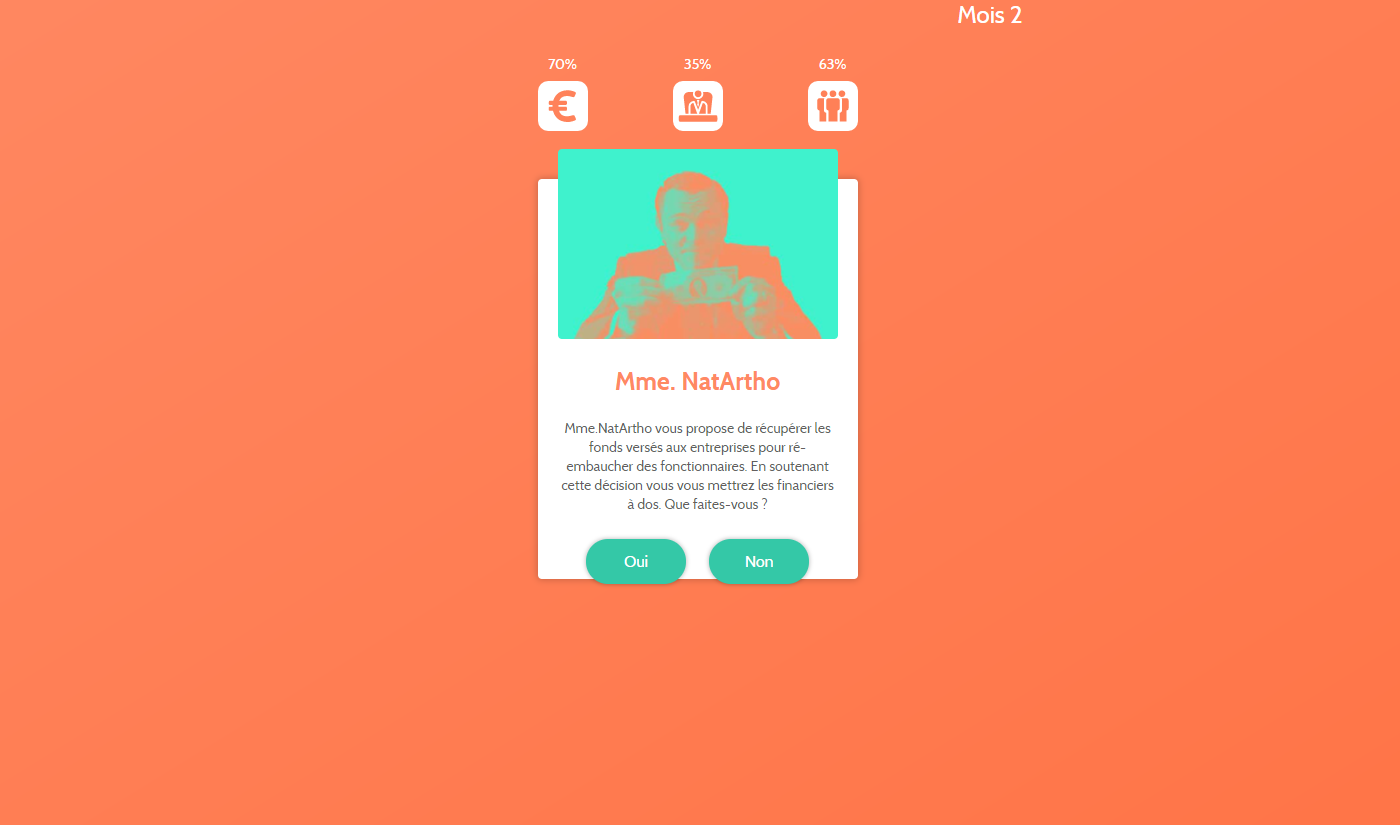 Mois 2
70% 35% 63%
€
Mme. NatArtho
Mme.NatArtho vous propose de récupérer les
fonds versés aux entreprises pour ré-
embaucher des fonctionnaires. En soutenant
cette décision vous vous mettrez les financiers
à dos. Que faites-vous ?
Oui Non